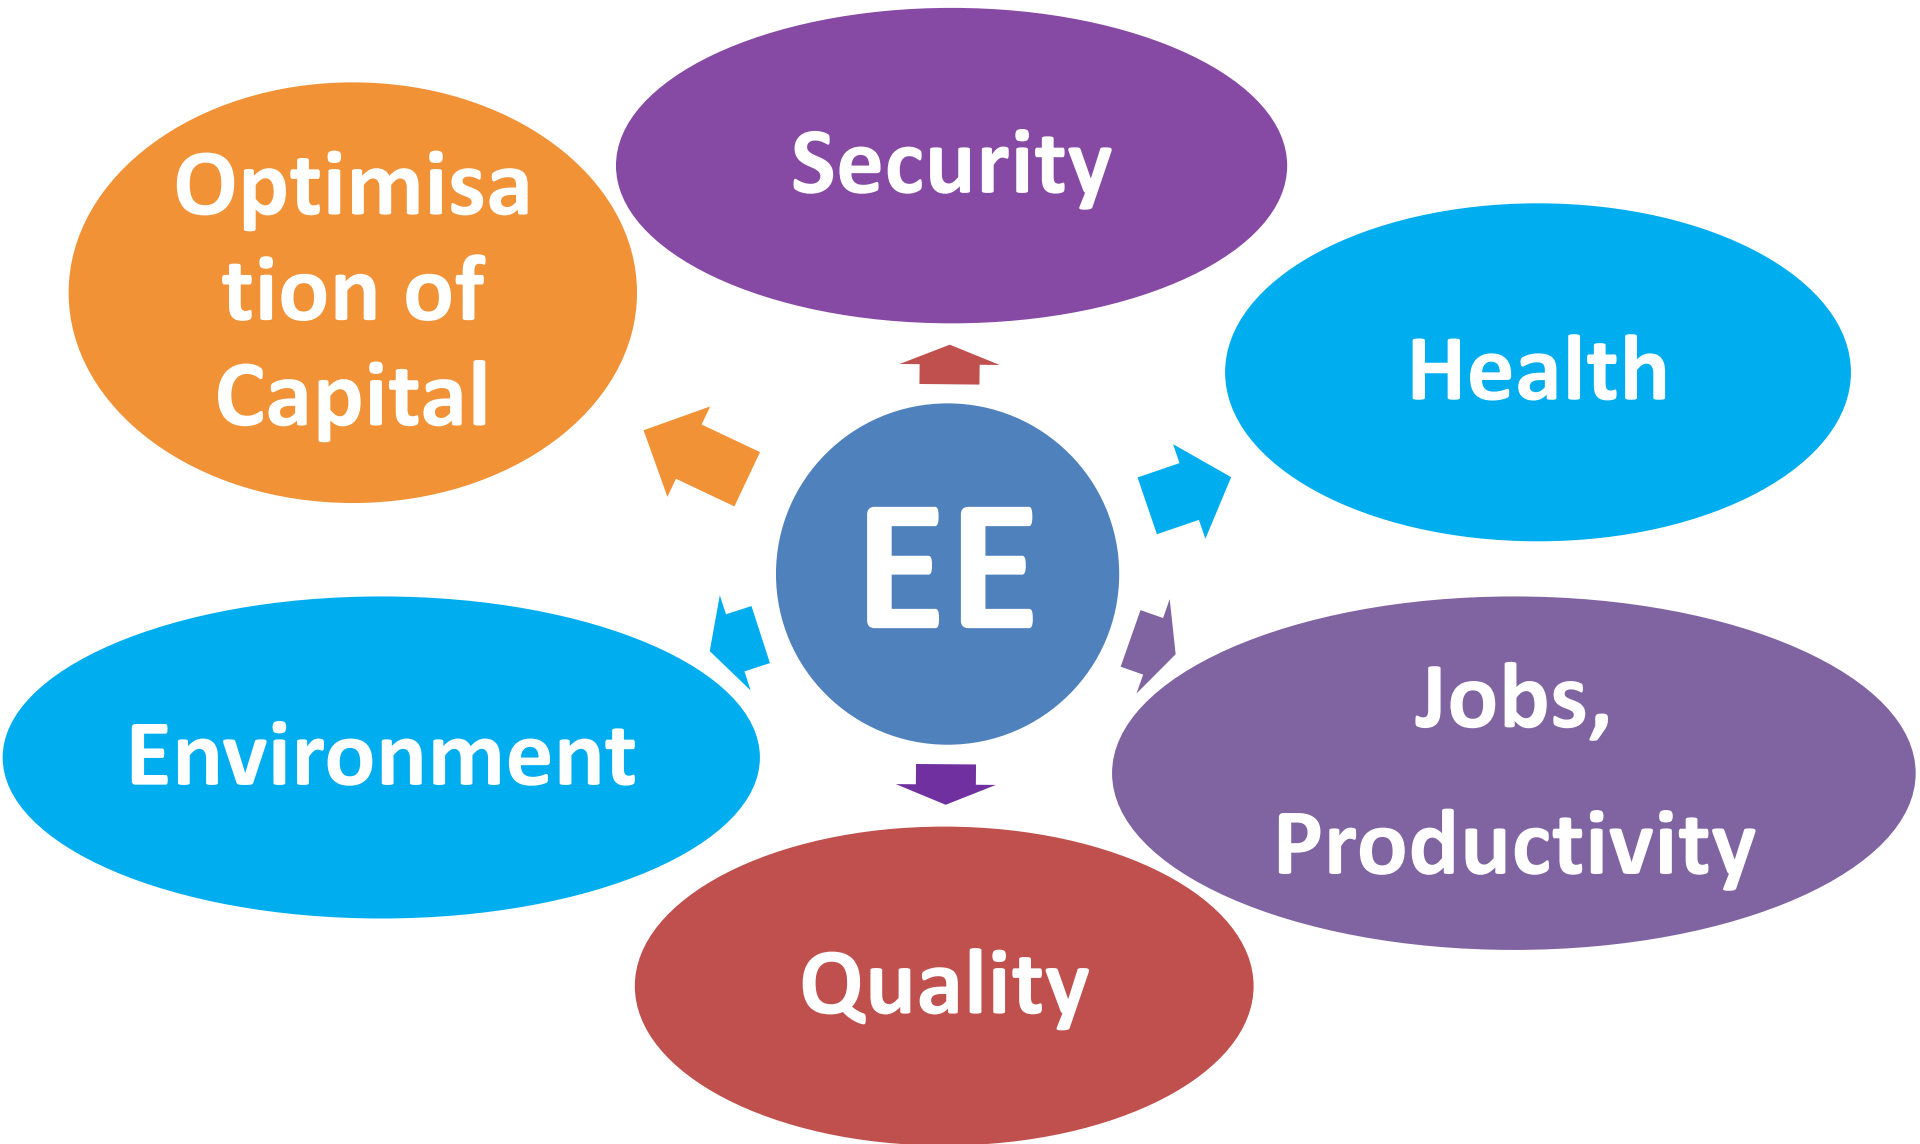 Security
Optimisa
tion of
Capital
Health
EE
Environment
Jobs,
Productivity
Quality